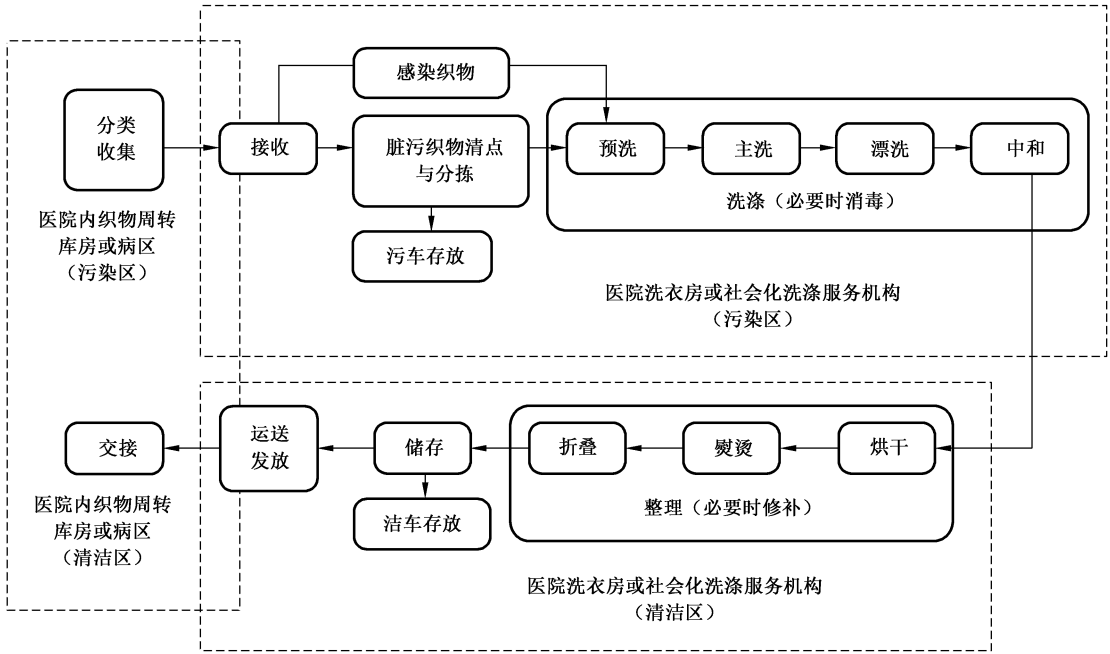 感染织物
分类
收集
接收
脏污织物清点
与分拣
预洗
主洗
漂洗
中和
洗涤（必要时消毒）
医院内织物周转
库房或病区
（污染区）
污车存放
医院洗衣房或社会化洗涤服务机构
（污染区）
交接
运送
发放
储存
折叠
熨烫
烘干
整理（必要时修补）
洁车存放
医院内织物周转
库房或病区
（清洁区）
医院洗衣房或社会化洗涤服务机构
（清洁区）